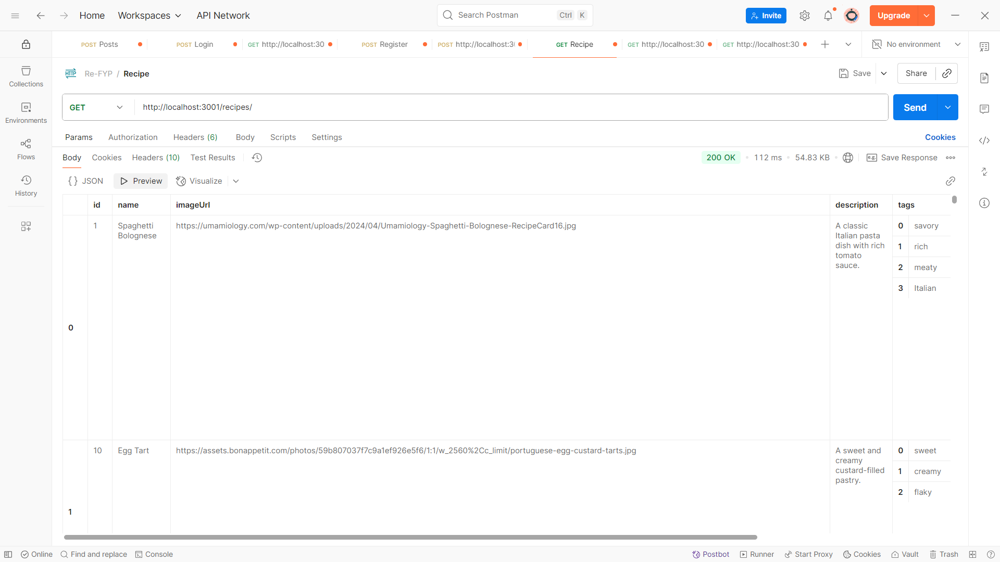 Home Workspaces API Network Search Postman Ctrl K Invite Upgrade
POST Posts POST Login GET http://localhost:30 POST Register POST http://localhost:3( GET Recipe GET http://localhost:30 GET http://localhost:30 No environment
HTTP Re-FYP / Recipe Save Share
GET http://localhost:3001/recipes/ Send
Params Authorization Headers (6) Body Scripts Settings Cookies
Body Cookies Headers (10) Test Results 200 OK 112 ms 54.83 KB e.g. Save Response
{} JSON Preview Visualize
Collections
Environments
Flows
History
id name imageUrl description tags
0
1
Spaghetti
Bolognese
https://umamiology.com/wp-content/uploads/2024/04/Umamiology-Spaghetti-Bolognese-RecipeCard16.jpg
A classic
Italian pasta
dish with rich
tomato
sauce.
0 savory
1 rich
2 meaty
3 Italian
1
10
Egg Tart
https://assets.bonappetit.com/photos/59b807037f7c9a1ef926e5f6/1:1/w_2560%2Cc_limit/portuguese-egg-custard-tarts.jpg
A sweet and
creamy
custard-filled
pastry.
0 sweet
1 creamy
2 flaky
Online Find and replace Console Postbot Runner Start Proxy Cookies Vault Trash